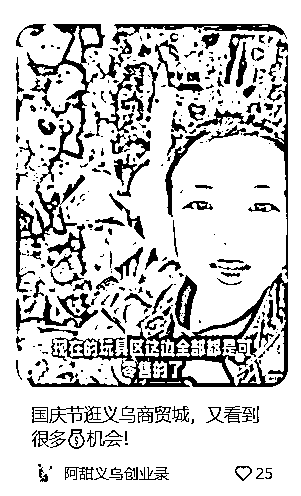 现在的玩具区这边全部都是可
零售的了
国庆节逛义乌商贸城，又看到
很多💰机会!
阿甜义乌创业录
25